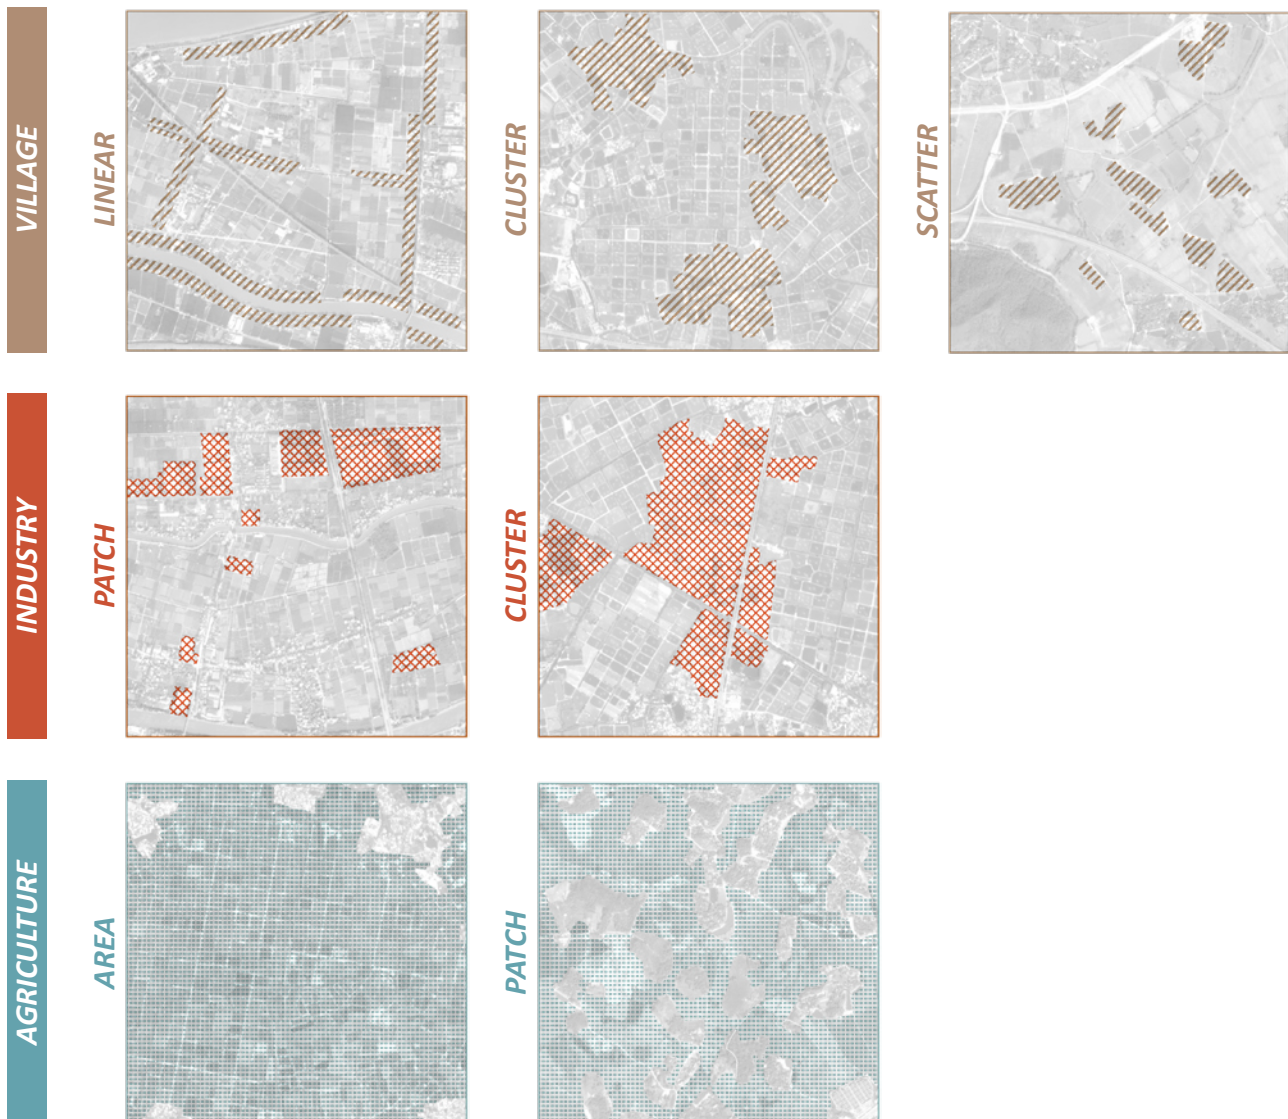 VILLAGE
LINEAR
CLUSTER
SCATTER
INDUSTRY
PATCH
CLUSTER
AGRICULTURE
AREA
PATCH